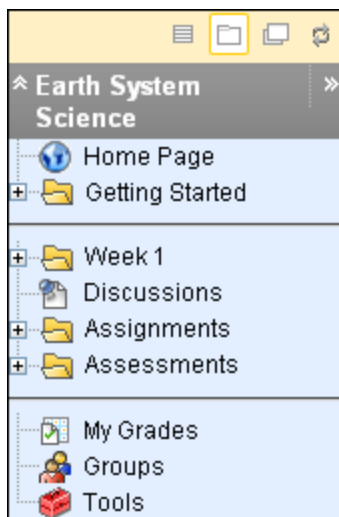 Earth System
Science
Home Page
Getting Started
Week 1
Discussions
Assignments
Assessments
My Grades
Groups
Tools